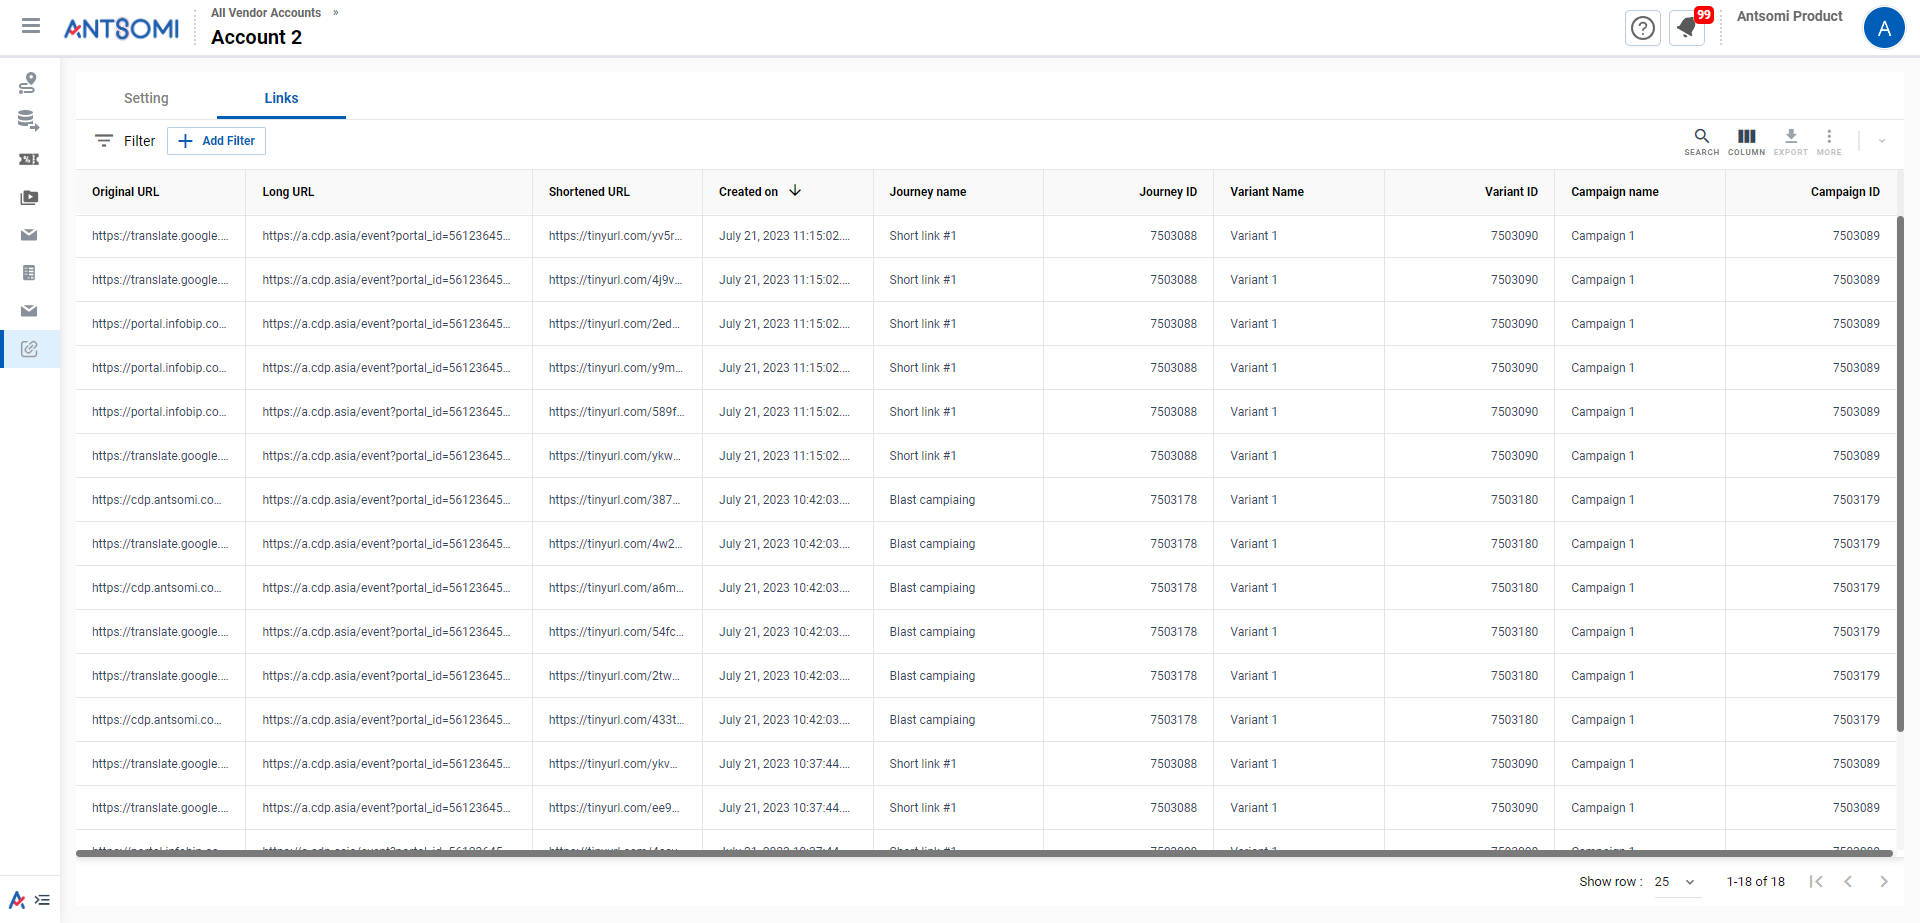 ANTSOMI
All Vendor Accounts »
Account 2
99
Antsomi Product
A
Setting
Links
Filter
Add Filter
SEARCH
COLUMN
EXPORT
MORE
Original URL Long URL Shortened URL Created on Journey name Journey ID Variant Name Variant ID Campaign name Campaign ID
https://translate.google.... https://a.cdp.asia/event?portal_id=56123645... https://tinyurl.com/yv5r... July 21, 2023 11:15:02.... Short link #1 7503088 Variant 1 7503090 Campaign 1 7503089
https://translate.google.... https://a.cdp.asia/event?portal_id=56123645... https://tinyurl.com/4j9v... July 21, 2023 11:15:02.... Short link #1 7503088 Variant 1 7503090 Campaign 1 7503089
https://portal.infobip.co... https://a.cdp.asia/event?portal_id=56123645... https://tinyurl.com/2ed... July 21, 2023 11:15:02.... Short link #1 7503088 Variant 1 7503090 Campaign 1 7503089
https://portal.infobip.co... https://a.cdp.asia/event?portal_id=56123645... https://tinyurl.com/y9m... July 21, 2023 11:15:02.... Short link #1 7503088 Variant 1 7503090 Campaign 1 7503089
https://portal.infobip.co... https://a.cdp.asia/event?portal_id=56123645... https://tinyurl.com/589f... July 21, 2023 11:15:02.... Short link #1 7503088 Variant 1 7503090 Campaign 1 7503089
https://translate.google.... https://a.cdp.asia/event?portal_id=56123645... https://tinyurl.com/ykw... July 21, 2023 11:15:02.... Short link #1 7503088 Variant 1 7503090 Campaign 1 7503089
https://cdp.antsomi.co... https://a.cdp.asia/event?portal_id=56123645... https://tinyurl.com/387... July 21, 2023 10:42:03.... Blast campiaing 7503178 Variant 1 7503180 Campaign 1 7503179
https://translate.google.... https://a.cdp.asia/event?portal_id=56123645... https://tinyurl.com/4w2... July 21, 2023 10:42:03.... Blast campiaing 7503178 Variant 1 7503180 Campaign 1 7503179
https://cdp.antsomi.co... https://a.cdp.asia/event?portal_id=56123645... https://tinyurl.com/a6m... July 21, 2023 10:42:03.... Blast campiaing 7503178 Variant 1 7503180 Campaign 1 7503179
https://translate.google.... https://a.cdp.asia/event?portal_id=56123645... https://tinyurl.com/54fc... July 21, 2023 10:42:03.... Blast campiaing 7503178 Variant 1 7503180 Campaign 1 7503179
https://translate.google.... https://a.cdp.asia/event?portal_id=56123645... https://tinyurl.com/2tw... July 21, 2023 10:42:03.... Blast campiaing 7503178 Variant 1 7503180 Campaign 1 7503179
https://cdp.antsomi.co... https://a.cdp.asia/event?portal_id=56123645... https://tinyurl.com/433t... July 21, 2023 10:42:03.... Blast campiaing 7503178 Variant 1 7503180 Campaign 1 7503179
https://translate.google.... https://a.cdp.asia/event?portal_id=56123645... https://tinyurl.com/ykv... July 21, 2023 10:37:44.... Short link #1 7503088 Variant 1 7503090 Campaign 1 7503089
https://translate.google.... https://a.cdp.asia/event?portal_id=56123645... https://tinyurl.com/ee9... July 21, 2023 10:37:44.... Short link #1 7503088 Variant 1 7503090 Campaign 1 7503089
Show row : 25
1-18 of 18